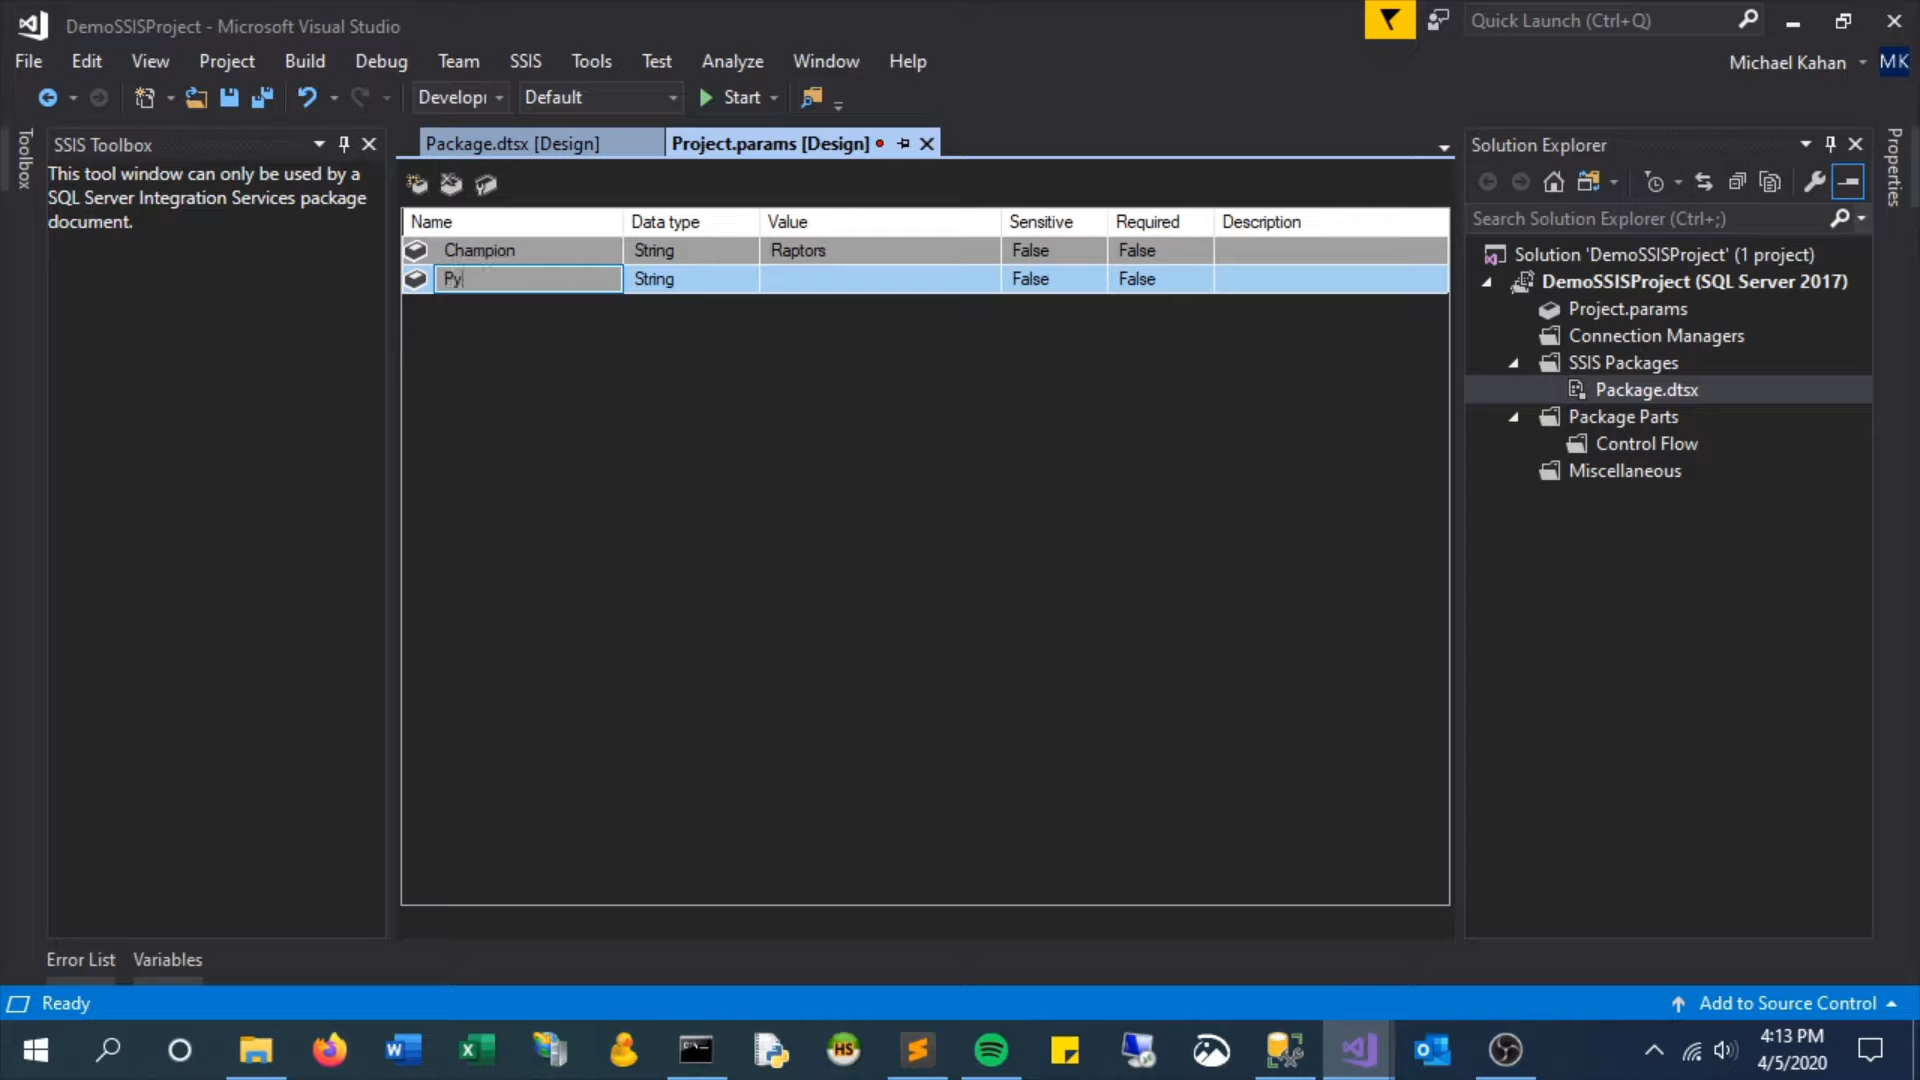 DemoSSISProject - Microsoft Visual Studio
Quick Launch (Ctrl+Q)
File Edit View Project Build Debug Team SSIS Tools Test Analyze Window Help
Michael Kahan MK
Developı Default Start
Toolbox
SSIS Toolbox
This tool window can only be used by a
SQL Server Integration Services package
document.
Package.dtsx [Design] Project.params [Design]
Name Data type Value Sensitive Required Description
Champion String Raptors False False
Py String False False
Solution Explorer
Search Solution Explorer (Ctrl+;)
Solution 'DemoSSISProject' (1 project)
DemoSSISProject (SQL Server 2017)
Project.params
Connection Managers
SSIS Packages
Package.dtsx
Package Parts
Control Flow
Miscellaneous
Properties
Error List Variables
Ready
Add to Source Control
HS
4:13 PM
4/5/2020